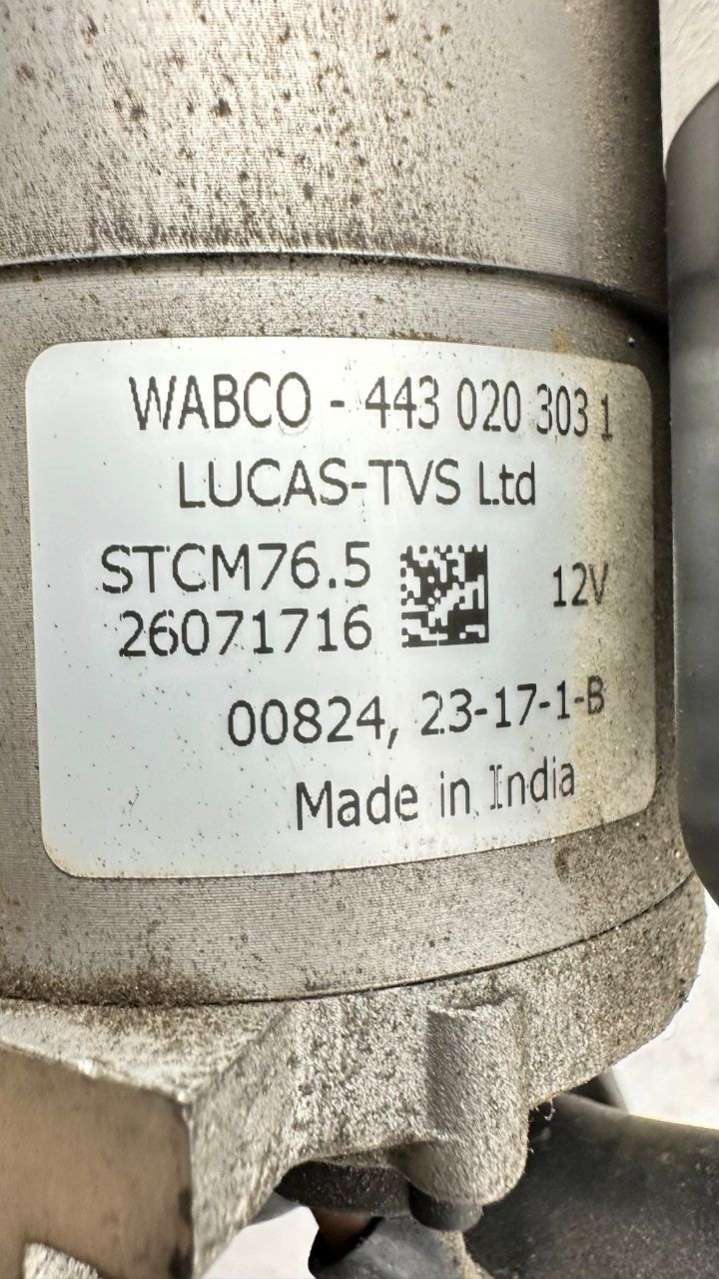 WABCO - 443 020 303 1
LUCAS-TVS Ltd
STCM76.5
26071716
12V
00824, 23-17-1-B
Made in India